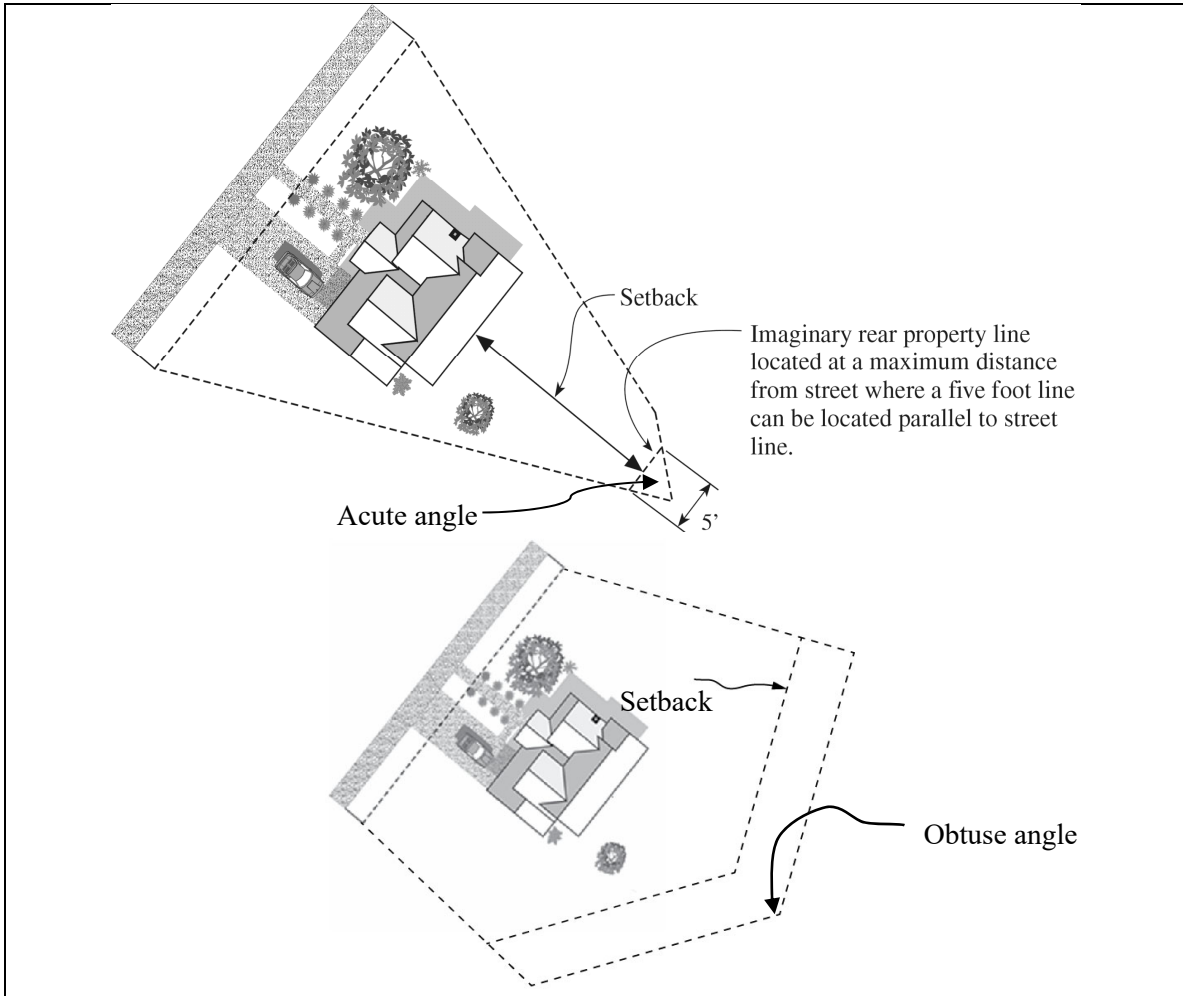 Setback
Imaginary rear property line
located at a maximum distance
from street where a five foot line
can be located parallel to street
line.
Acute angle
5’
Setback
Obtuse angle